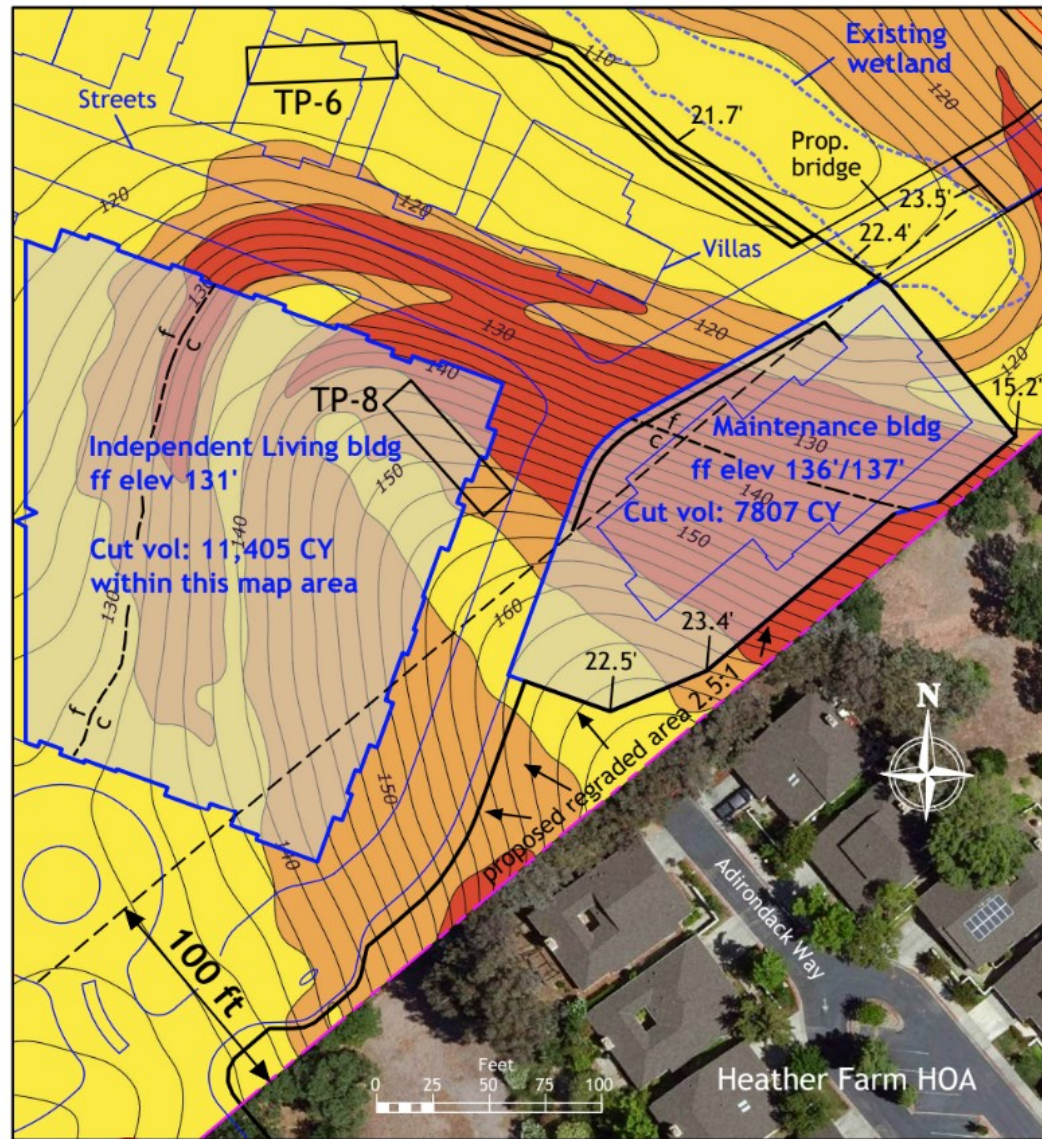 Existing
wetland
110
120
Streets
TP-6
21.7'
Prop.
bridge
23.5'
22.4'
120
120
Villas
130
130
120
120
15.2'
f
c
140
TP-8
f
c
Maintenance bldg
130
ff elev 136'/137'
140
Cut vol: 7807 CY
150
Independent Living bldg
ff elev 131'
150
140
Cut vol: 11,405 CY
within this map area
130
160
23.4'
22.5'
f
c
proposed regraded area 2.5:1
150
140
N
100 ft
Adirondack Way
Feet
0 25 50 75 100
Heather Farm HOA